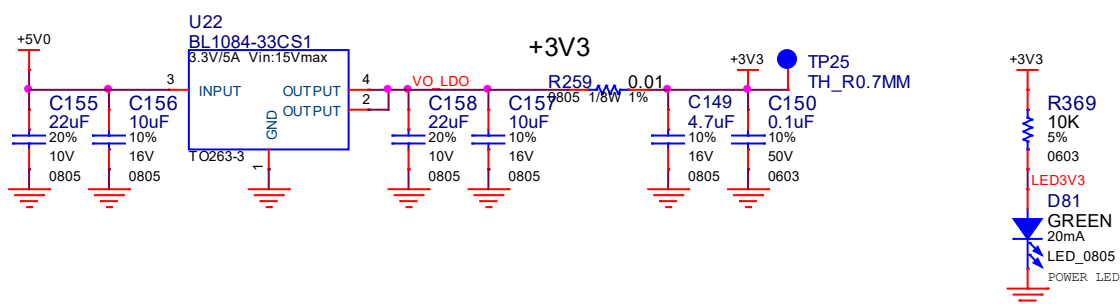 U22
BL1084-33CS1
3.3V/5A Vin:15Vmax
+5V0
3
INPUT
OUTPUT
4
OUTPUT
2
GND
1
TO263-3
VO_LDO
C155
22uF
20%
10V
0805
C156
10uF
10%
16V
0805
C158
22uF
20%
10V
0805
C157
10uF
10%
16V
0805
+3V3
R259
0.01
0805 1/8W 1%
C149
4.7uF
10%
16V
0805
+3V3
C150
0.1uF
10%
50V
0603
TP25
TH_R0.7MM
+3V3
R369
10K
5%
0603
LED3V3
D81
GREEN
20mA
LED_0805
POWER LED